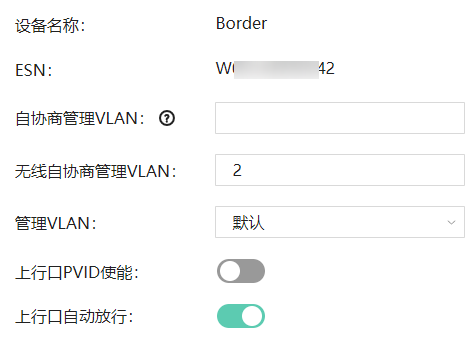 设备名称： Border
ESN： W 42
自协商管理VLAN： ?
无线自协商管理VLAN： 2
管理VLAN： 默认
上行口PVID使能：
上行口自动放行：